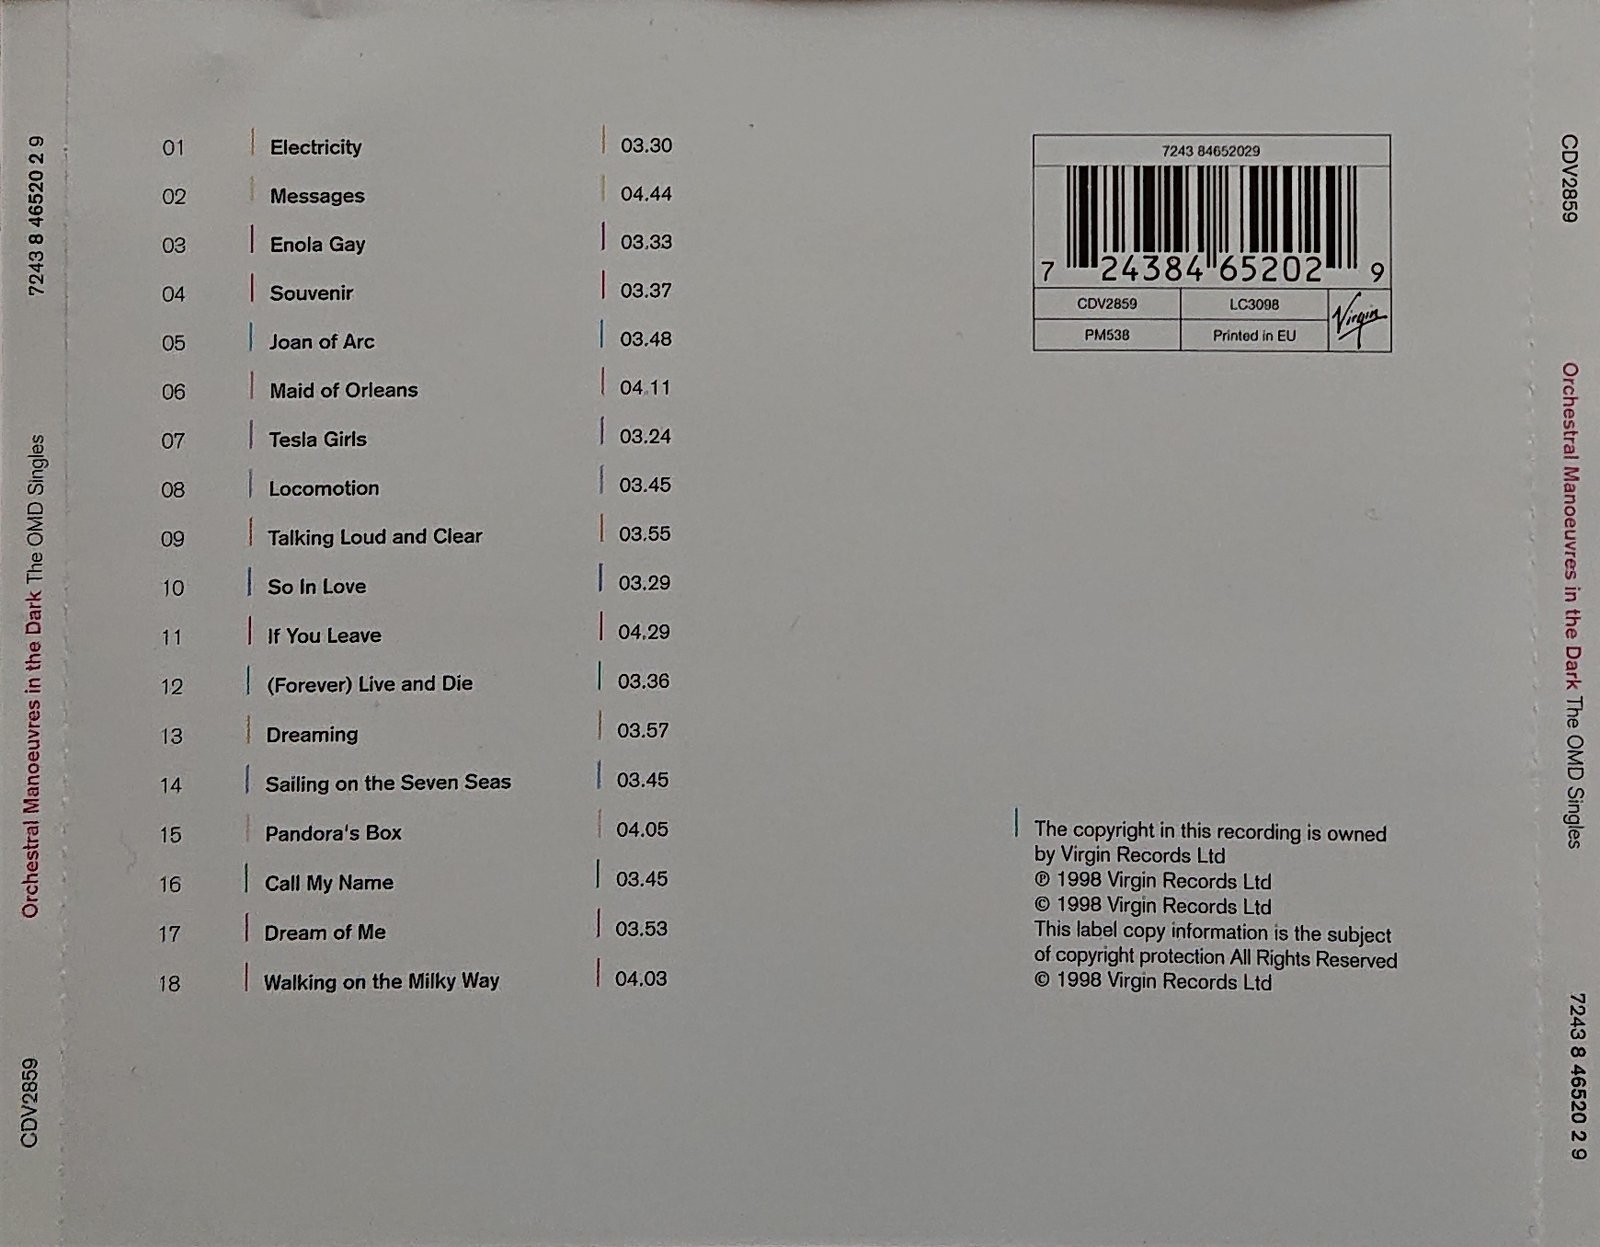 7243 8 46520 2 9
Orchestral Manoeuvres in the Dark The OMD Singles
CDV2859
01 Electricity 03.30
02 Messages 04.44
03 Enola Gay 03.33
04 Souvenir 03.37
05 Joan of Arc 03.48
06 Maid of Orleans 04.11
07 Tesla Girls 03.24
08 Locomotion 03.45
09 Talking Loud and Clear 03.55
10 So In Love 03.29
11 If You Leave 04.29
12 (Forever) Live and Die 03.36
13 Dreaming 03.57
14 Sailing on the Seven Seas 03.45
15 Pandora's Box 04.05
16 Call My Name 03.45
17 Dream of Me 03.53
18 Walking on the Milky Way 04.03
7243 84652029
7 24384 65202 9
CDV2859 LC3098
Virgin
PM538 Printed in EU
The copyright in this recording is owned
by Virgin Records Ltd
℗ 1998 Virgin Records Ltd
© 1998 Virgin Records Ltd
This label copy information is the subject
of copyright protection All Rights Reserved
© 1998 Virgin Records Ltd
CDV2859
Orchestral Manoeuvres in the Dark The OMD Singles
7243 8 46520 2 9